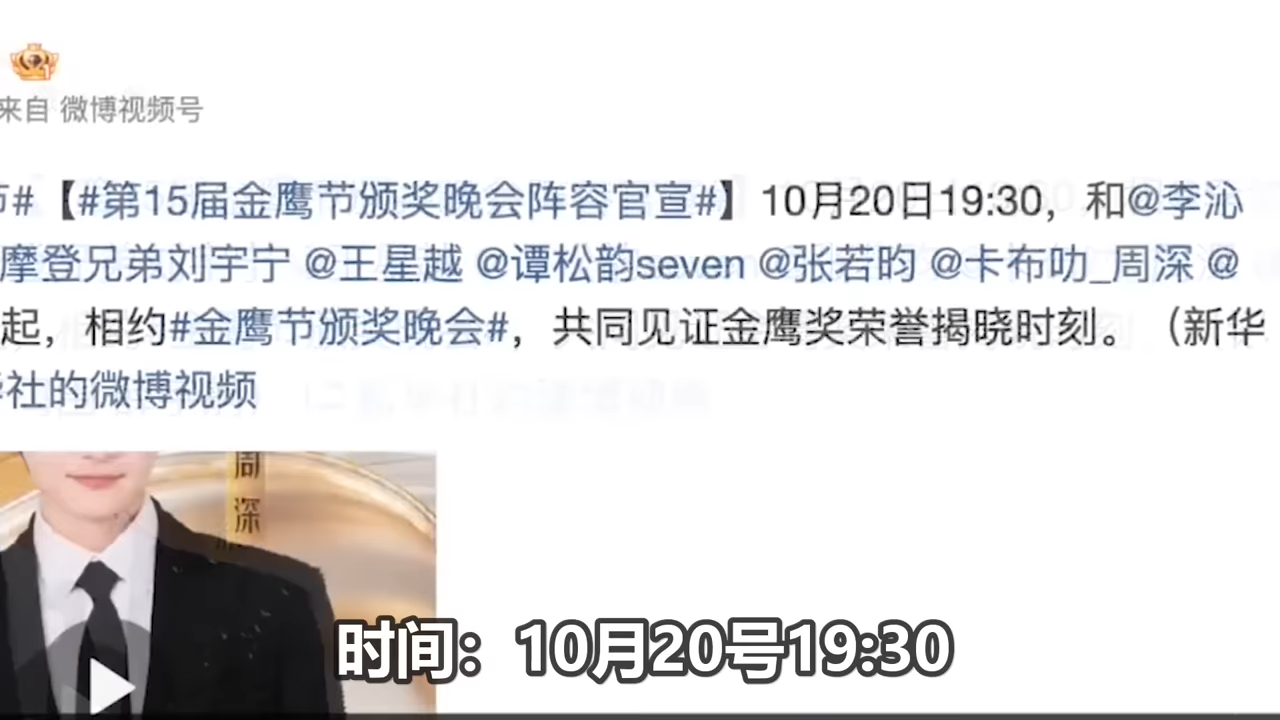 来自 微博视频号
节#【#第15届金鹰节颁奖晚会阵容官宣#】10月20日19:30，和@李沁
摩登兄弟刘宇宁 @王星越 @谭松韵seven @张若昀 @卡布叻_周深 @
起，相约#金鹰节颁奖晚会#，共同见证金鹰奖荣誉揭晓时刻。（新华
社的微博视频
周深
时间：10月20号19:30